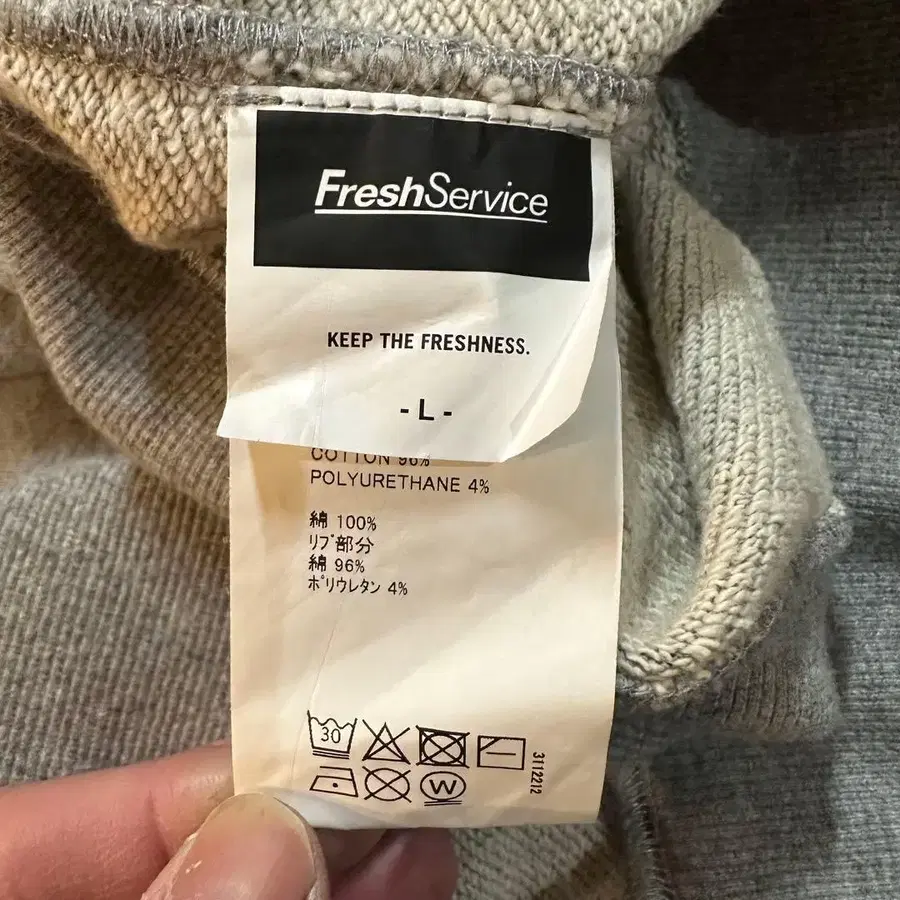 FreshService
KEEP THE FRESHNESS.
- L -
COTTON 96%
POLYURETHANE 4%
綿 100%
リブ部分
綿 96%
ポリウレタン 4%
30
W
3112212